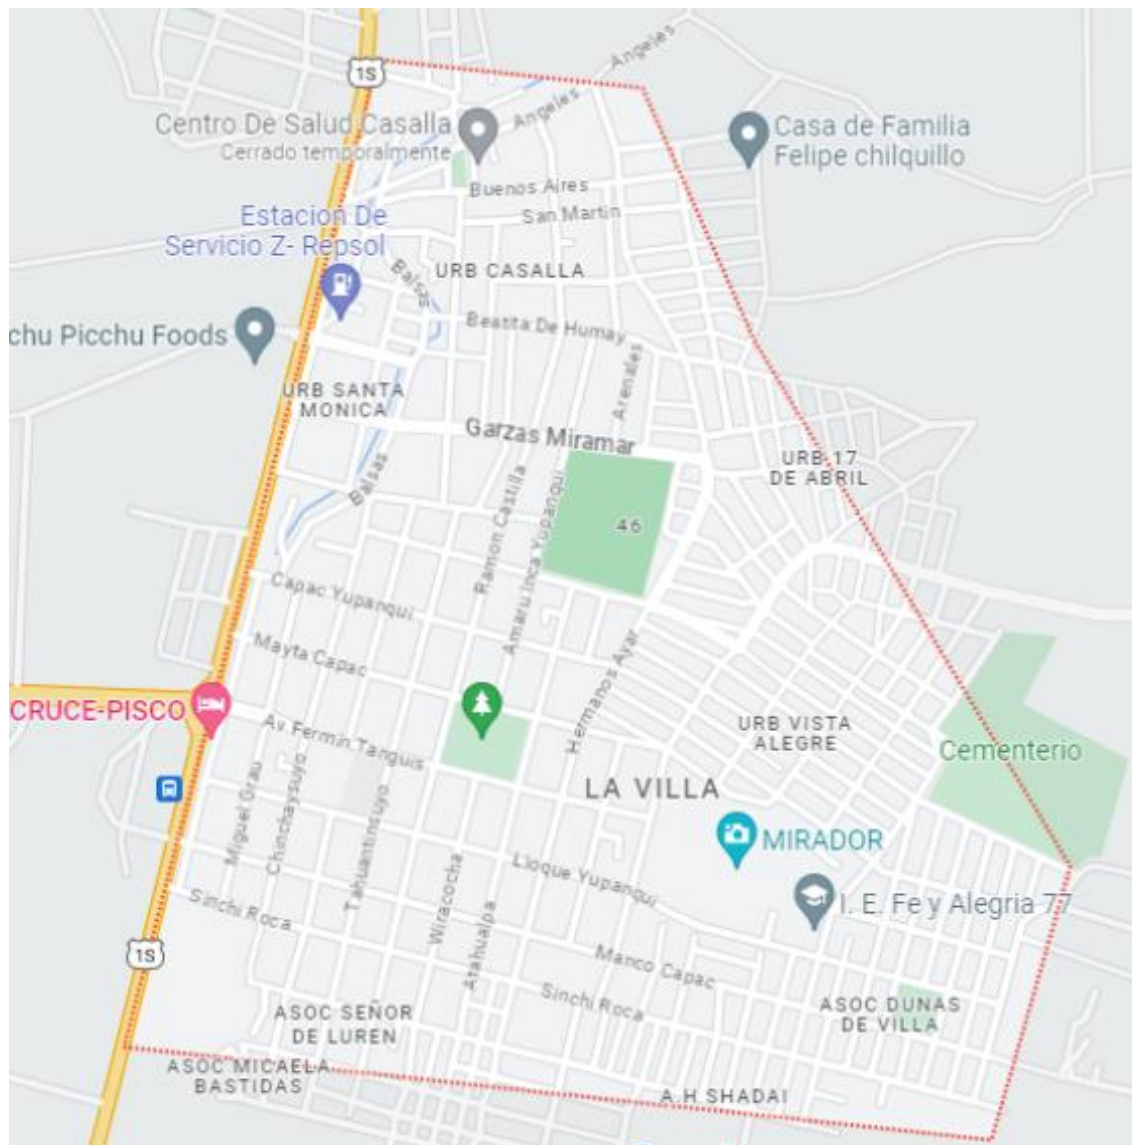 1S
Angeles
Centro De Salud Casalla
Cerrado temporalmente
Angeles
Casa de Familia
Felipe chilquillo
Buenos Aires
San Martin
Estacion De
Servicio Z- Repsol
Balsas
URB CASALLA
chu Picchu Foods
Beatita De Humay
Arenales
URB SANTA
MONICA
Garzas Miramar
URB 17
DE ABRIL
Balsas
Ramon Castilla
Amaru Inca Yupanqui
46
Capac Yupanqui
Mayta Capac
Hermanos Ayar
CRUCE-PISCO
Av. Fermin Tanguis
URB VISTA
ALEGRE
Cementerio
LA VILLA
Miguel Grau
Chinchaysuyo
Tahuantinsuyo
MIRADOR
Lloque Yupanqui
Wiracocha
Atahualpa
I. E. Fe y Alegria 77
Sinchi Roca
1S
Manco Capac
Sinchi Roca
ASOC SEÑOR
DE LUREN
ASOC DUNAS
DE VILLA
ASOC MICAELA
BASTIDAS
A.H SHADAI